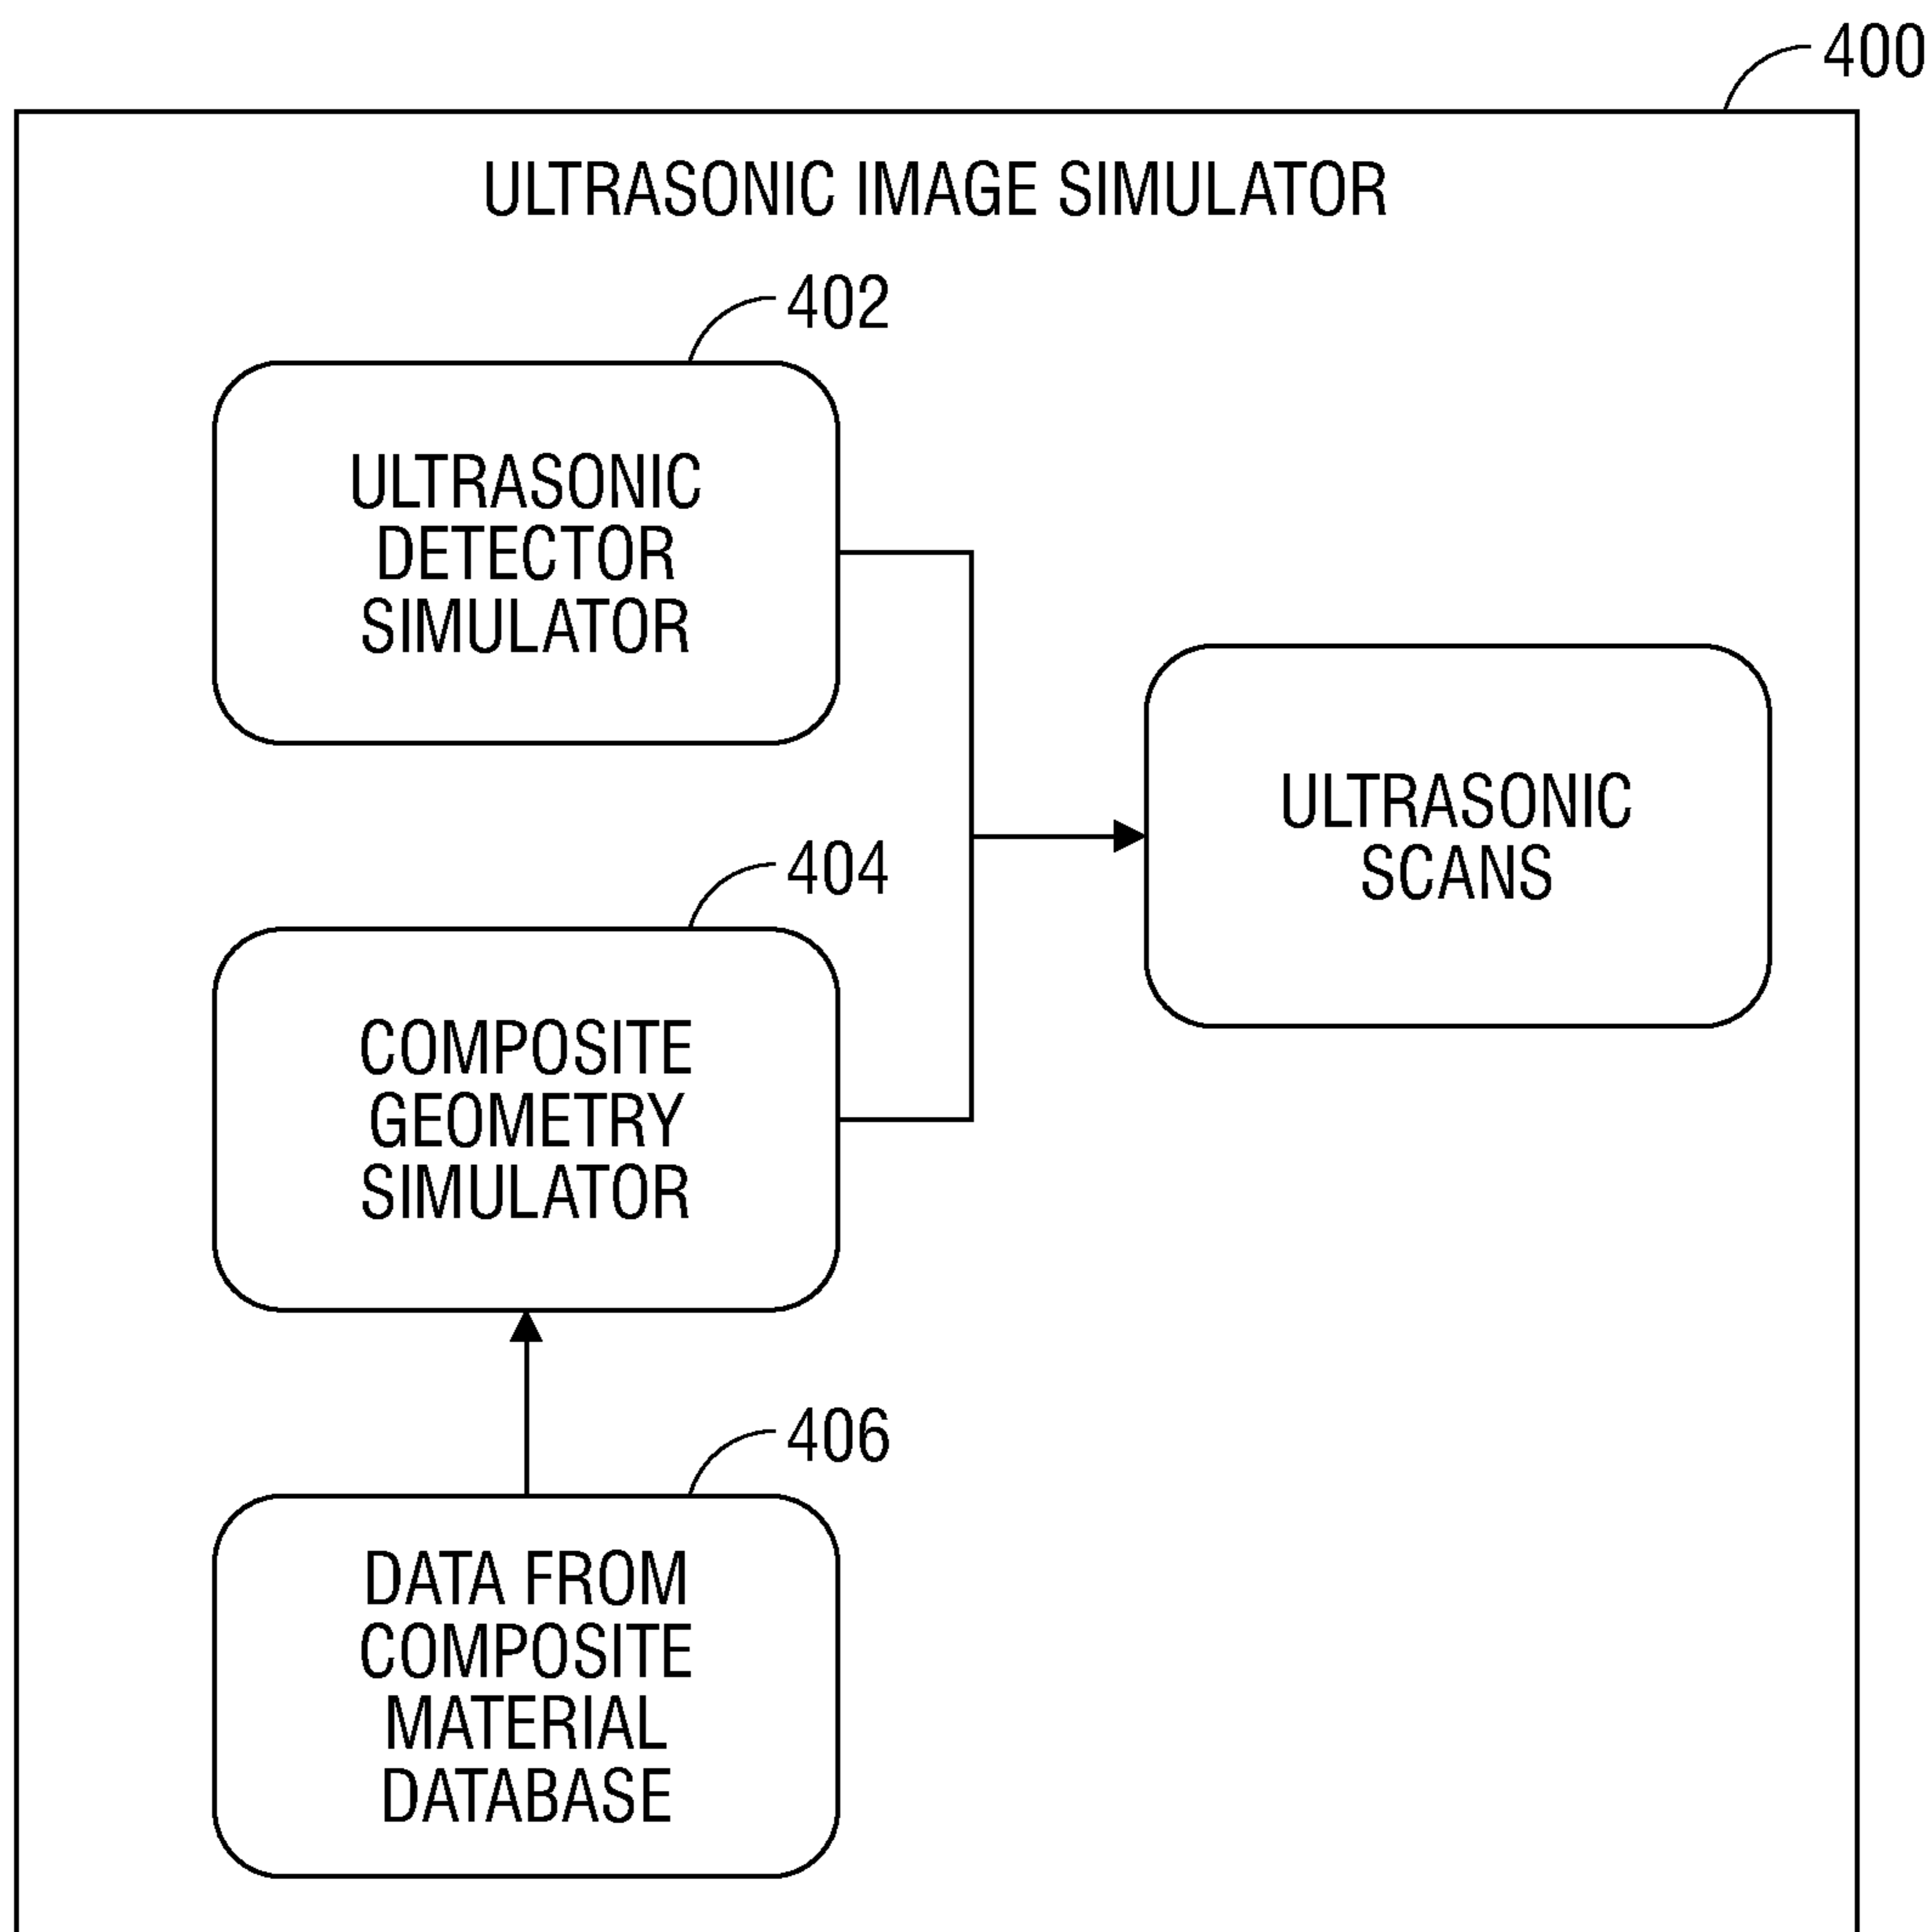 400
ULTRASONIC IMAGE SIMULATOR
402
ULTRASONIC
DETECTOR
SIMULATOR
ULTRASONIC
SCANS
404
COMPOSITE
GEOMETRY
SIMULATOR
406
DATA FROM
COMPOSITE
MATERIAL
DATABASE